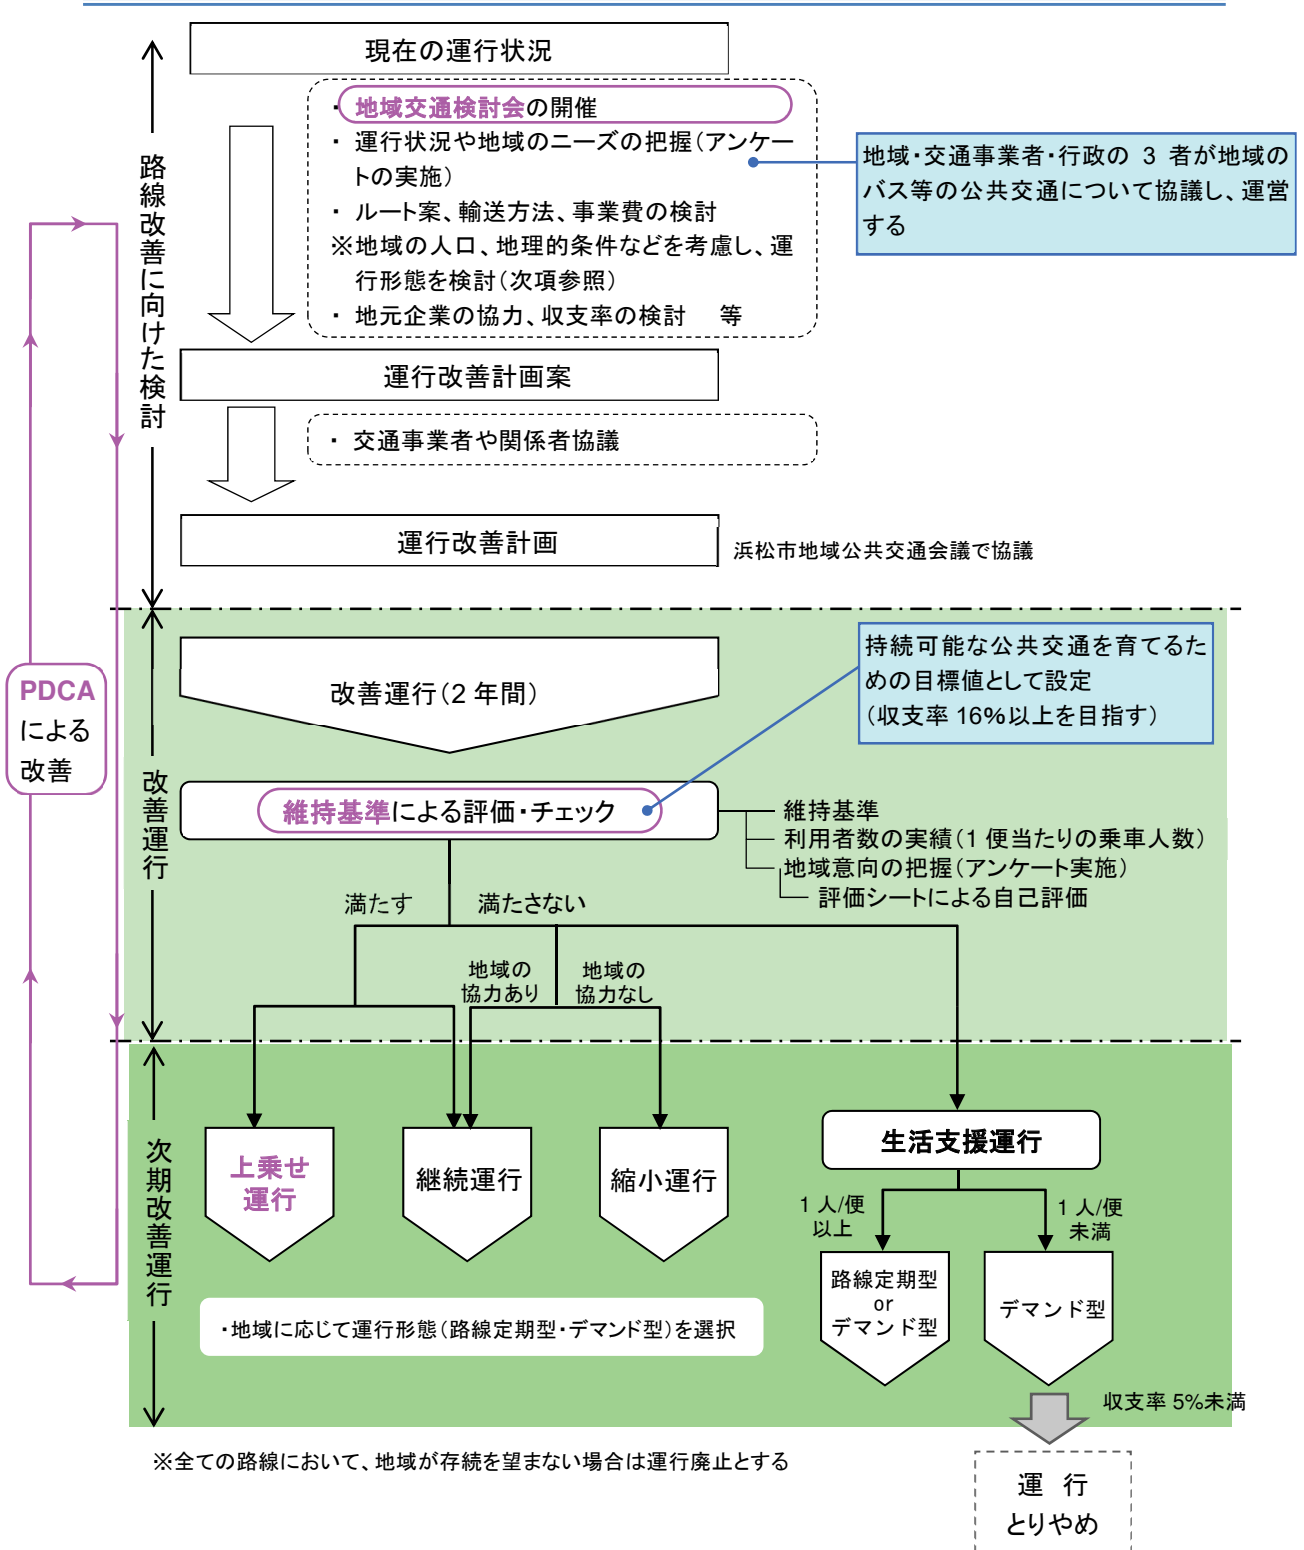 現在の運行状況
・ 地域交通検討会の開催
・ 運行状況や地域のニーズの把握(アンケー
トの実施)
・ ルート案、輸送方法、事業費の検討
※地域の人口、地理的条件などを考慮し、運
行形態を検討(次項参照)
・ 地元企業の協力、収支率の検討 等
地域・交通事業者・行政の 3 者が地域の
バス等の公共交通について協議し、運営
する
路線改善に向けた検討
運行改善計画案
・ 交通事業者や関係者協議
運行改善計画
浜松市地域公共交通会議で協議
PDCA
による
改善
改善運行
改善運行(2 年間)
持続可能な公共交通を育てるた
めの目標値として設定
(収支率 16%以上を目指す)
維持基準による評価・チェック
維持基準
利用者数の実績(1 便当たりの乗車人数)
地域意向の把握(アンケート実施)
評価シートによる自己評価
満たす
満たさない
地域の
協力あり
地域の
協力なし
次期改善運行
上乗せ
運行
継続運行
縮小運行
生活支援運行
1 人/便
以上
1 人/便
未満
路線定期型
or
デマンド型
デマンド型
・地域に応じて運行形態(路線定期型・デマンド型)を選択
収支率 5%未満
※全ての路線において、地域が存続を望まない場合は運行廃止とする
運 行
とりやめ